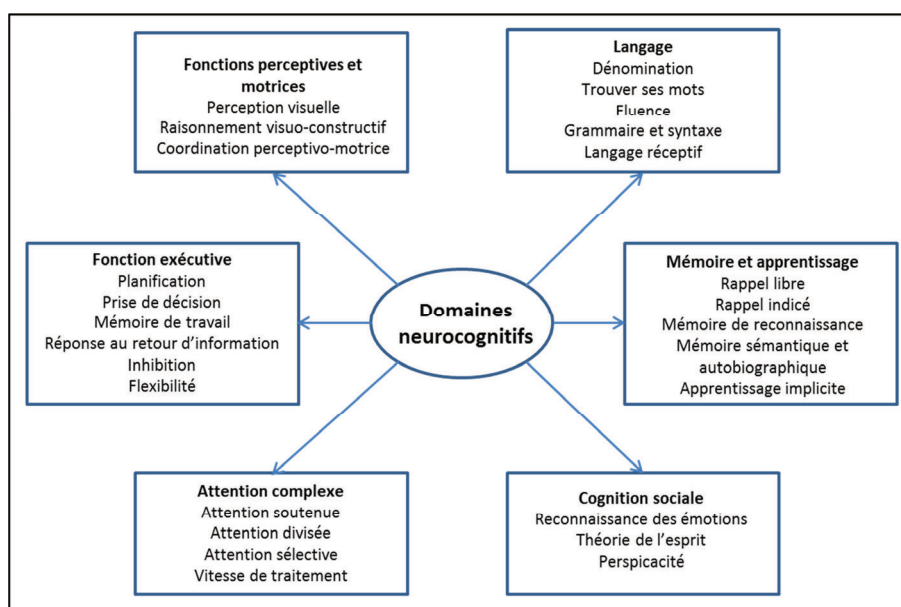 Fonctions perceptives et
motrices
Perception visuelle
Raisonnement visuo-constructif
Coordination perceptivo-motrice
Langage
Dénomination
Trouver ses mots
Fluence
Grammaire et syntaxe
Langage réceptif
Fonction exécutive
Planification
Prise de décision
Mémoire de travail
Réponse au retour d'information
Inhibition
Flexibilité
Domaines
neurocognitifs
Mémoire et apprentissage
Rappel libre
Rappel indicé
Mémoire de reconnaissance
Mémoire sémantique et
autobiographique
Apprentissage implicite
Attention complexe
Attention soutenue
Attention divisée
Attention sélective
Vitesse de traitement
Cognition sociale
Reconnaissance des émotions
Théorie de l'esprit
Perspicacité